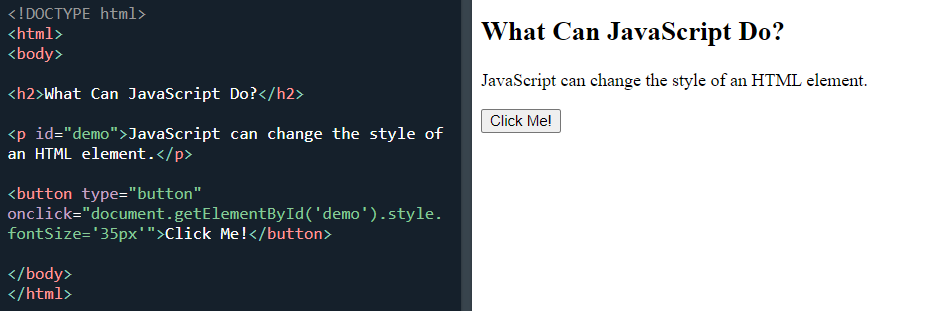 <!DOCTYPE html>
<html>
<body>
<h2>What Can JavaScript Do?</h2>
<p id="demo">JavaScript can change the style of
an HTML element.</p>
<button type="button"
onclick="document.getElementById('demo').style.
fontSize='35px'">Click Me!</button>
</body>
</html>
What Can JavaScript Do?
JavaScript can change the style of an HTML element.
Click Me!